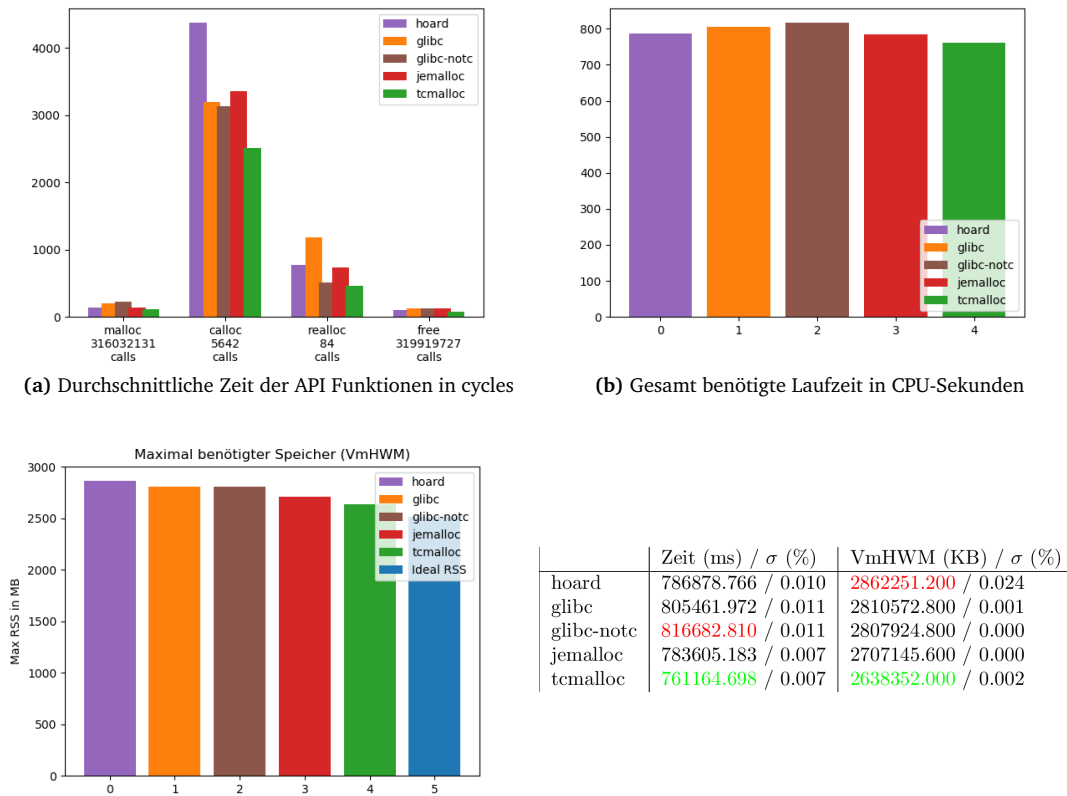 4000
3000
2000
1000
0
hoard
glibc
glibc-notc
jemalloc
tcmalloc
malloc
316032131
calls
calloc
5642
calls
realloc
84
calls
free
319919727
calls
(a) Durchschnittliche Zeit der API Funktionen in cycles
800
700
600
500
400
300
200
100
0
hoard
glibc
glibc-notc
jemalloc
tcmalloc
0 1 2 3 4
(b) Gesamt benötigte Laufzeit in CPU-Sekunden
Maximal benötigter Speicher (VmHWM)
Max RSS in MB
3000
2500
2000
1500
1000
500
0
hoard
glibc
glibc-notc
jemalloc
tcmalloc
Ideal RSS
0 1 2 3 4 5
Zeit (ms) / σ (%) VmHWM (KB) / σ (%)
hoard 786878.766 / 0.010 2862251.200 / 0.024
glibc 805461.972 / 0.011 2810572.800 / 0.001
glibc-notc 816682.810 / 0.011 2807924.800 / 0.000
jemalloc 783605.183 / 0.007 2707145.600 / 0.000
tcmalloc 761164.698 / 0.007 2638352.000 / 0.002